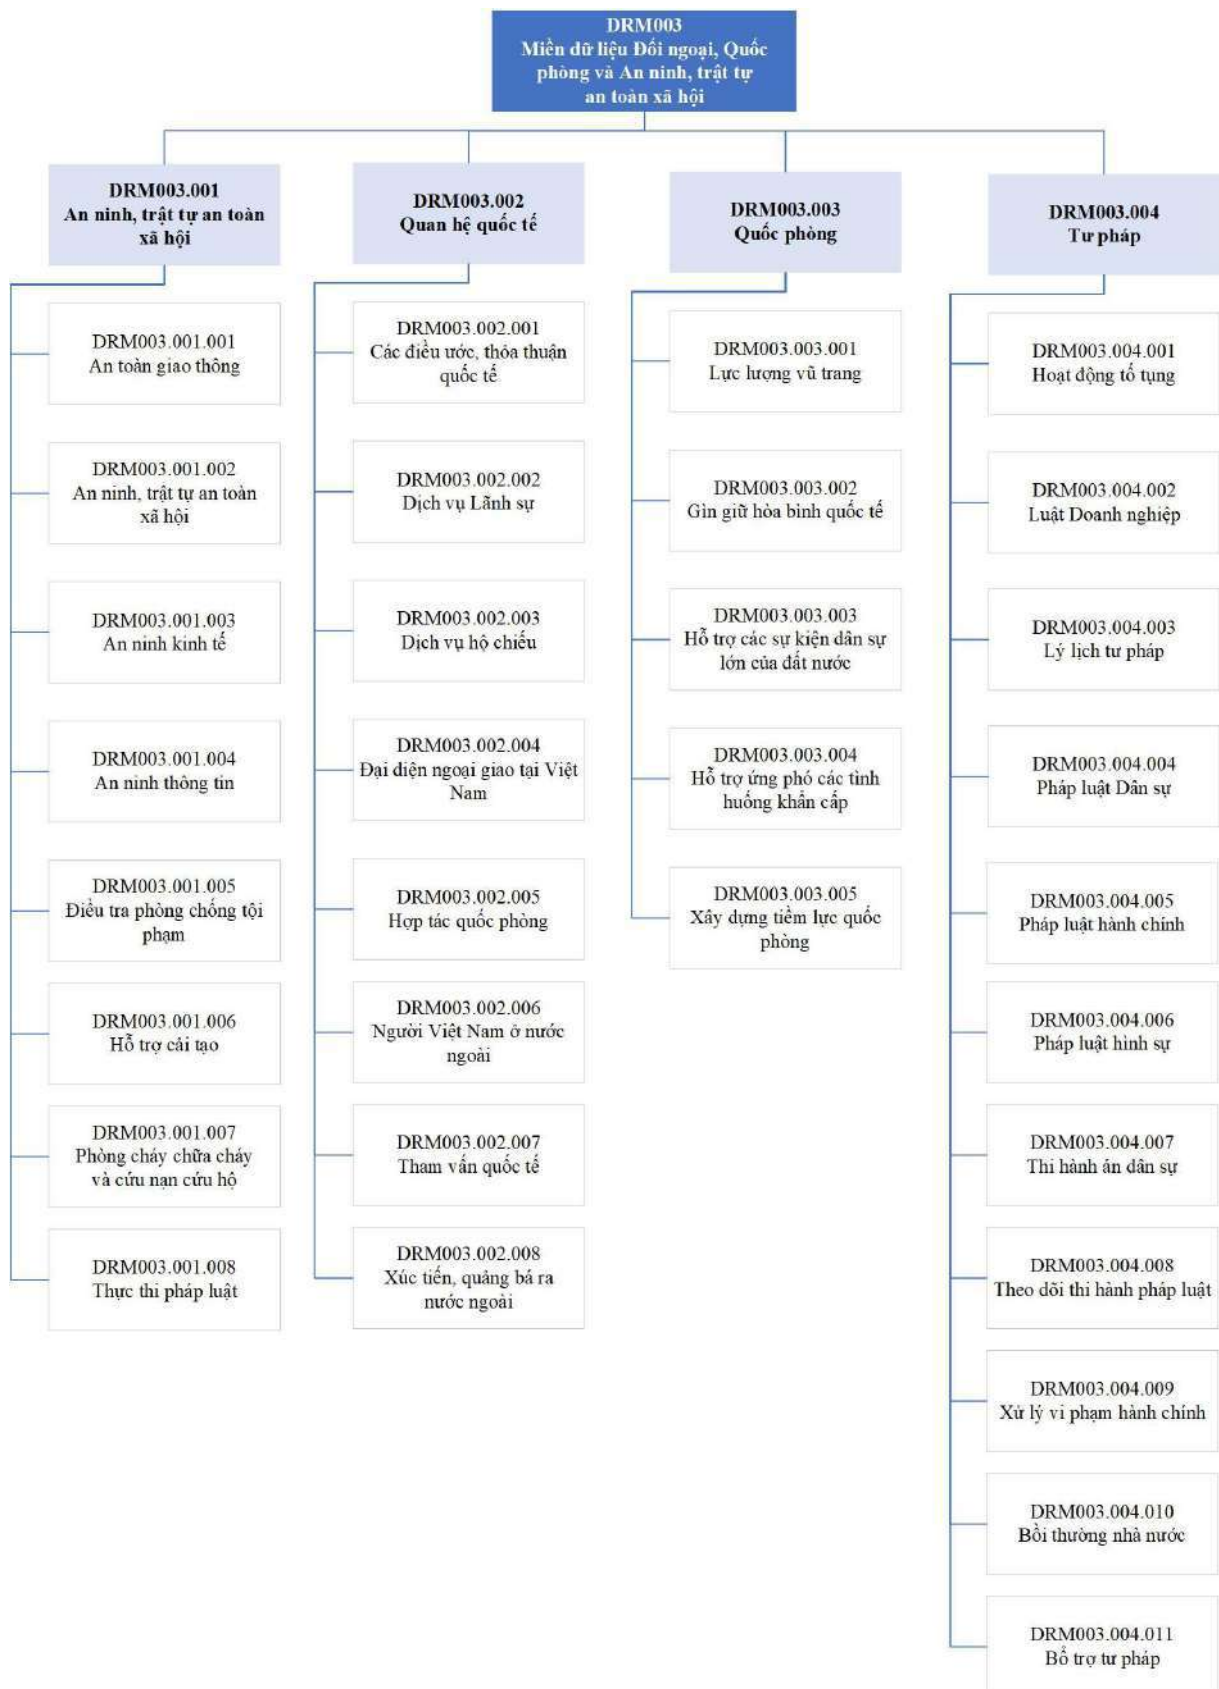 DRM003
Miền dữ liệu Đối ngoại, Quốc
phòng và An ninh, trật tự
an toàn xã hội
DRM003.001
An ninh, trật tự an toàn
xã hội
DRM003.001.001
An toàn giao thông
DRM003.001.002
An ninh, trật tự an toàn
xã hội
DRM003.001.003
An ninh kinh tế
DRM003.001.004
An ninh thông tin
DRM003.001.005
Điều tra phòng chống tội
phạm
DRM003.001.006
Hỗ trợ cải tạo
DRM003.001.007
Phòng cháy chữa cháy
và cứu nạn cứu hộ
DRM003.001.008
Thực thi pháp luật
DRM003.002
Quan hệ quốc tế
DRM003.002.001
Các điều ước, thỏa thuận
quốc tế
DRM003.002.002
Dịch vụ Lãnh sự
DRM003.002.003
Dịch vụ hộ chiếu
DRM003.002.004
Đại diện ngoại giao tại Việt
Nam
DRM003.002.005
Hợp tác quốc phòng
DRM003.002.006
Người Việt Nam ở nước
ngoài
DRM003.002.007
Tham vấn quốc tế
DRM003.002.008
Xúc tiến, quảng bá ra
nước ngoài
DRM003.003
Quốc phòng
DRM003.003.001
Lực lượng vũ trang
DRM003.003.002
Gìn giữ hòa bình quốc tế
DRM003.003.003
Hỗ trợ các sự kiện dân sự
lớn của đất nước
DRM003.003.004
Hỗ trợ ứng phó các tình
huống khẩn cấp
DRM003.003.005
Xây dựng tiềm lực quốc
phòng
DRM003.004
Tư pháp
DRM003.004.001
Hoạt động tố tụng
DRM003.004.002
Luật Doanh nghiệp
DRM003.004.003
Lý lịch tư pháp
DRM003.004.004
Pháp luật Dân sự
DRM003.004.005
Pháp luật hành chính
DRM003.004.006
Pháp luật hình sự
DRM003.004.007
Thi hành án dân sự
DRM003.004.008
Theo dõi thi hành pháp luật
DRM003.004.009
Xử lý vi phạm hành chính
DRM003.004.010
Bồi thường nhà nước
DRM003.004.011
Bổ trợ tư pháp